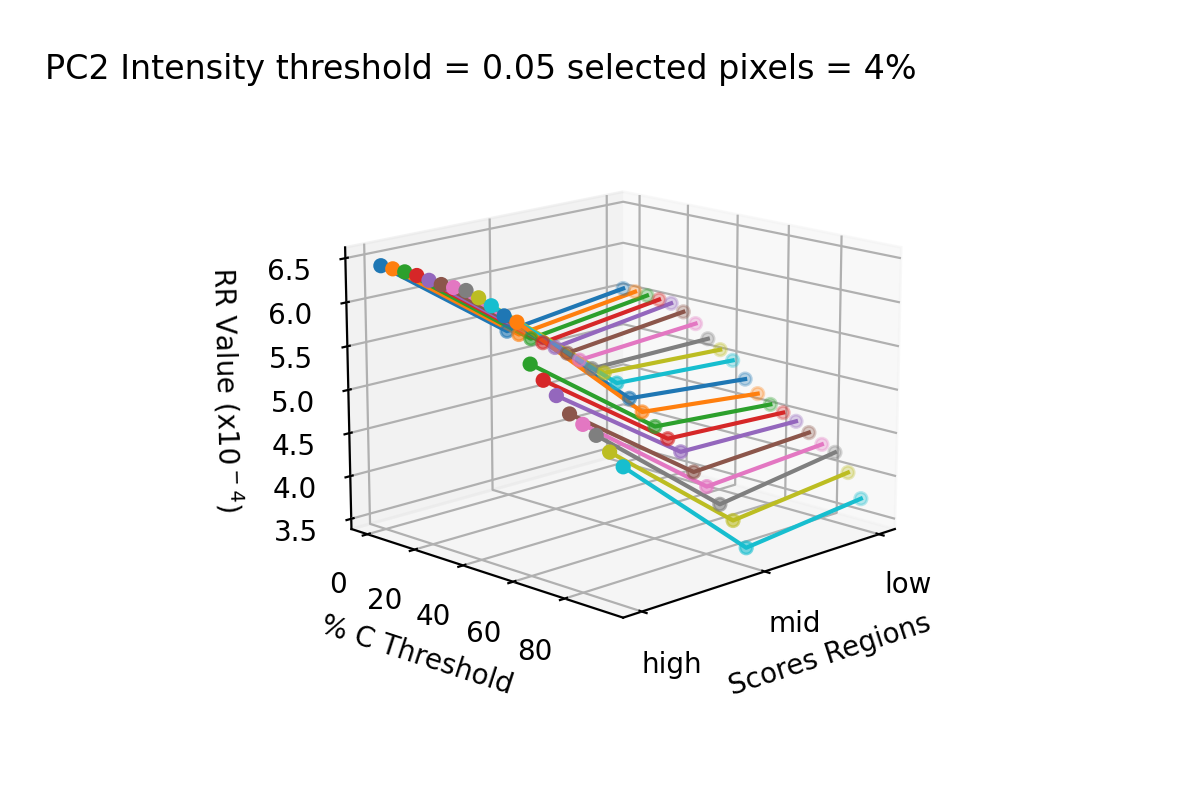 PC2 Intensity threshold = 0.05 selected pixels = 4%
RR Value (x10⁻⁴)
6.5
6.0
5.5
5.0
4.5
4.0
3.5
0
20
40
60
80
% C Threshold
low
mid
high
Scores Regions